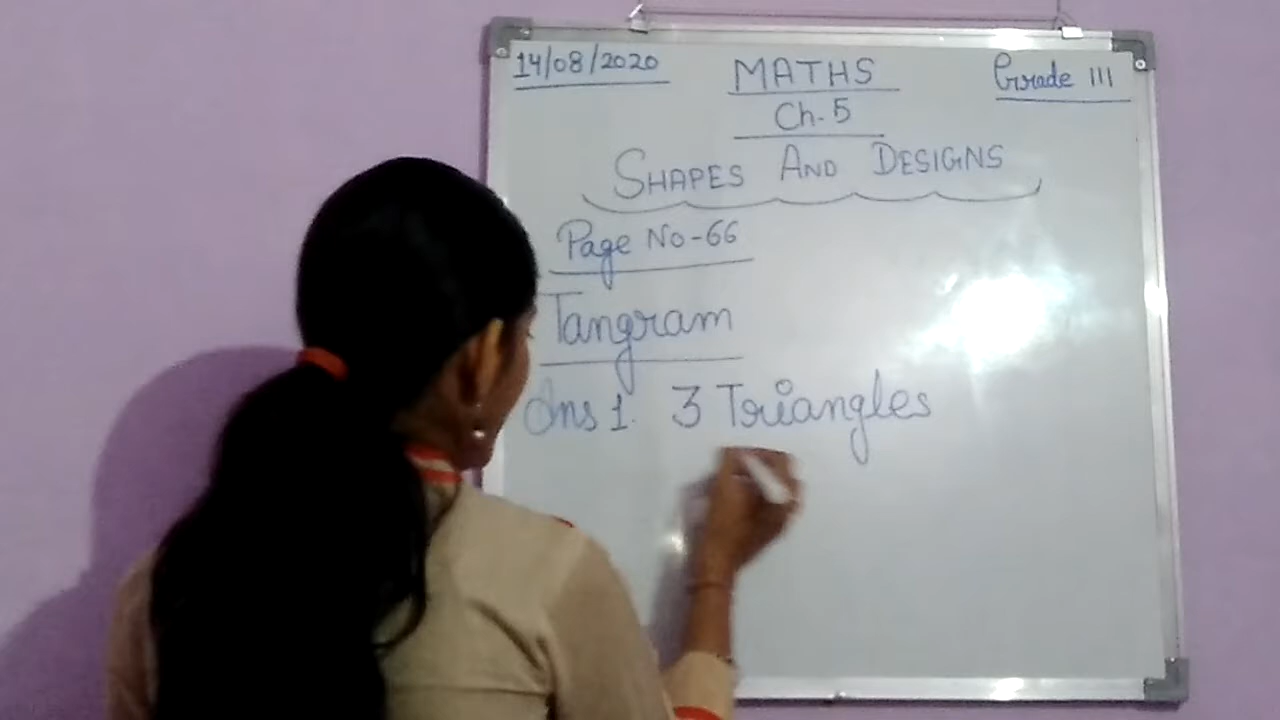 14/08/2020 MATHS Grade III
Ch. 5
SHAPES AND DESIGNS
Page No-66
Tangram
Ans 1. 3 Triangles